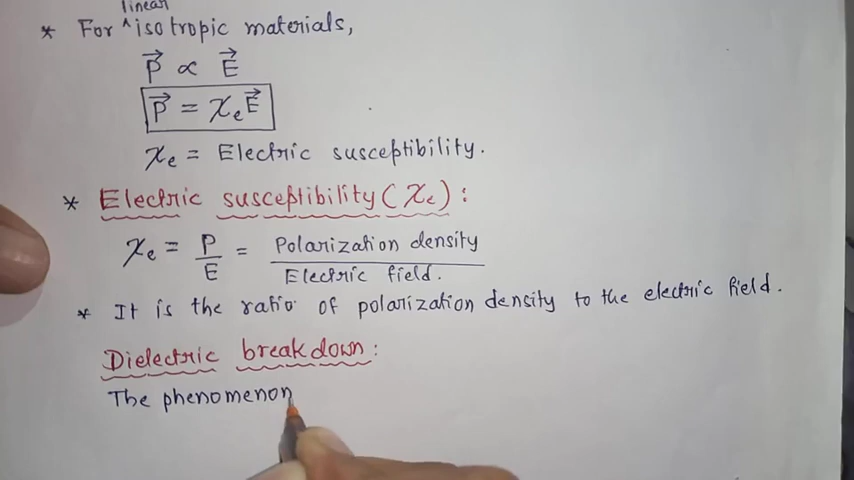 * For ^linear isotropic materials,
P⃗ ∝ E⃗
P⃗ = χₑE⃗
χₑ = Electric susceptibility.
* Electric susceptibility (χₑ) :
χₑ = P/E = Polarization density/Electric field.
* It is the ratio of polarization density to the electric field.
Dielectric breakdown :
The phenomenon